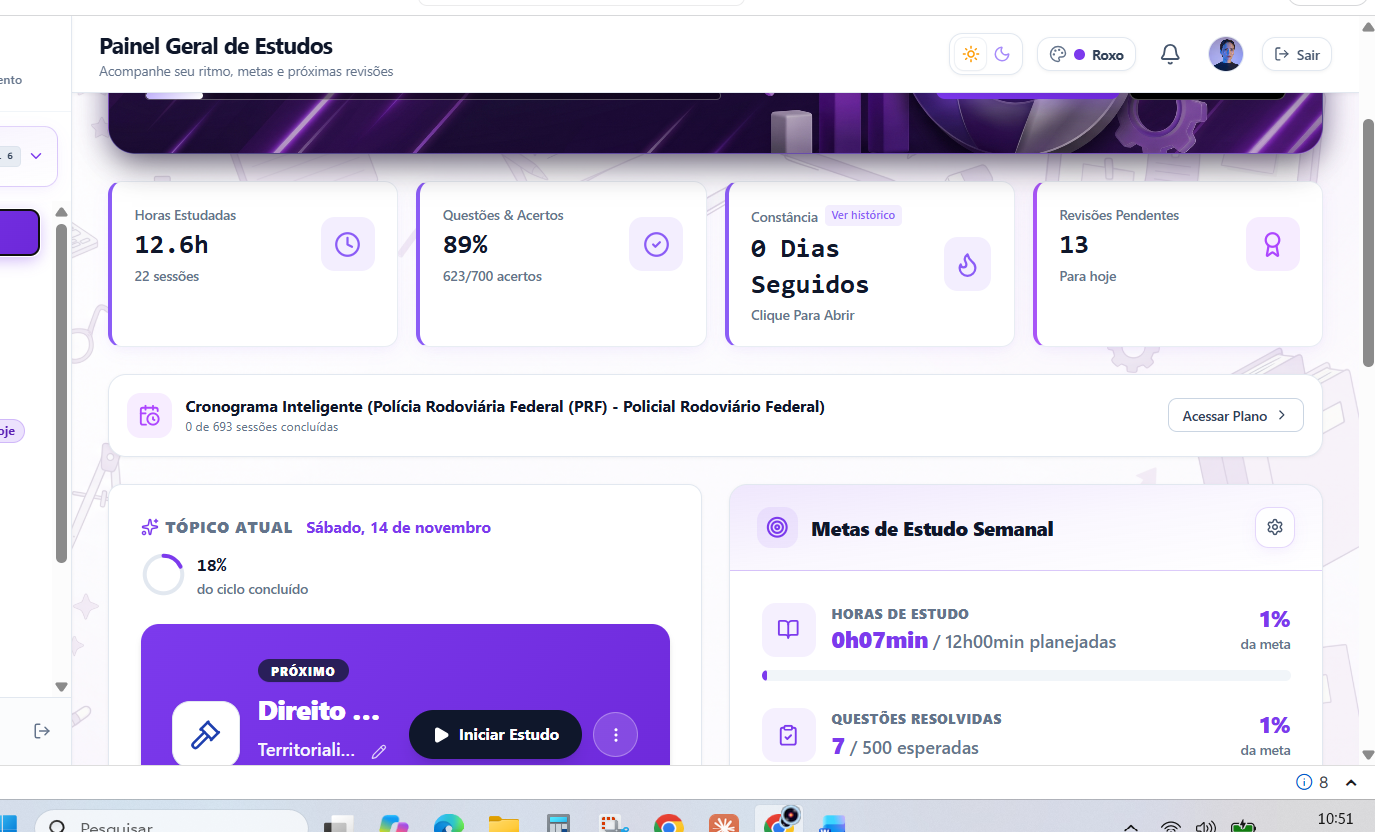 Painel Geral de Estudos
Acompanhe seu ritmo, metas e próximas revisões
Roxo
Sair
ento
6
oje
Horas Estudadas
12.6h
22 sessões
Questões & Acertos
89%
623/700 acertos
Constância Ver histórico
0 Dias
Seguidos
Clique Para Abrir
Revisões Pendentes
13
Para hoje
Cronograma Inteligente (Polícia Rodoviária Federal (PRF) - Policial Rodoviário Federal)
0 de 693 sessões concluídas
Acessar Plano
TÓPICO ATUAL Sábado, 14 de novembro
18%
do ciclo concluído
PRÓXIMO
Direito ...
Territoriali...
Iniciar Estudo
Metas de Estudo Semanal
HORAS DE ESTUDO
0h07min / 12h00min planejadas
1%
da meta
QUESTÕES RESOLVIDAS
7 / 500 esperadas
1%
da meta
8
Pesquisar
10:51